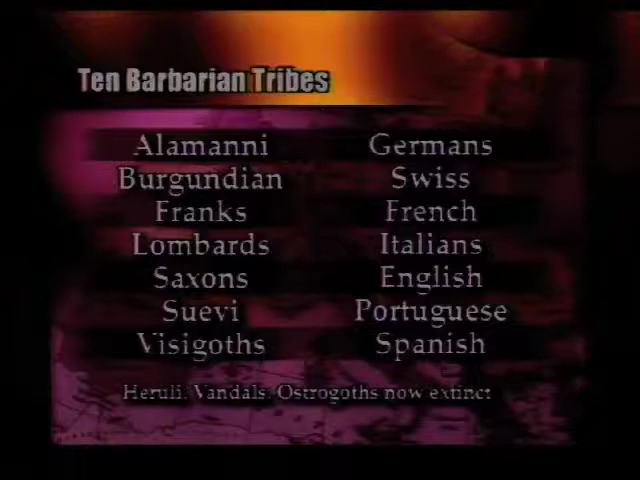 Ten Barbarian Tribes
Alamanni Germans
Burgundian Swiss
Franks French
Lombards Italians
Saxons English
Suevi Portuguese
Visigoths Spanish
Heruli, Vandals, Ostrogoths now extinct